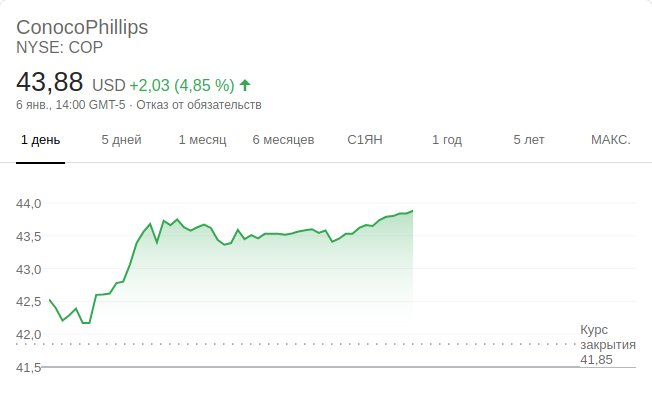 ConocoPhillips
NYSE: COP
43,88 USD +2,03 (4,85 %)
6 янв., 14:00 GMT-5 · Отказ от обязательств
1 день 5 дней 1 месяц 6 месяцев С1ЯН 1 год 5 лет МАКС.
44,0
43,5
43,0
42,5
42,0
Курс
закрытия
41,85
41,5